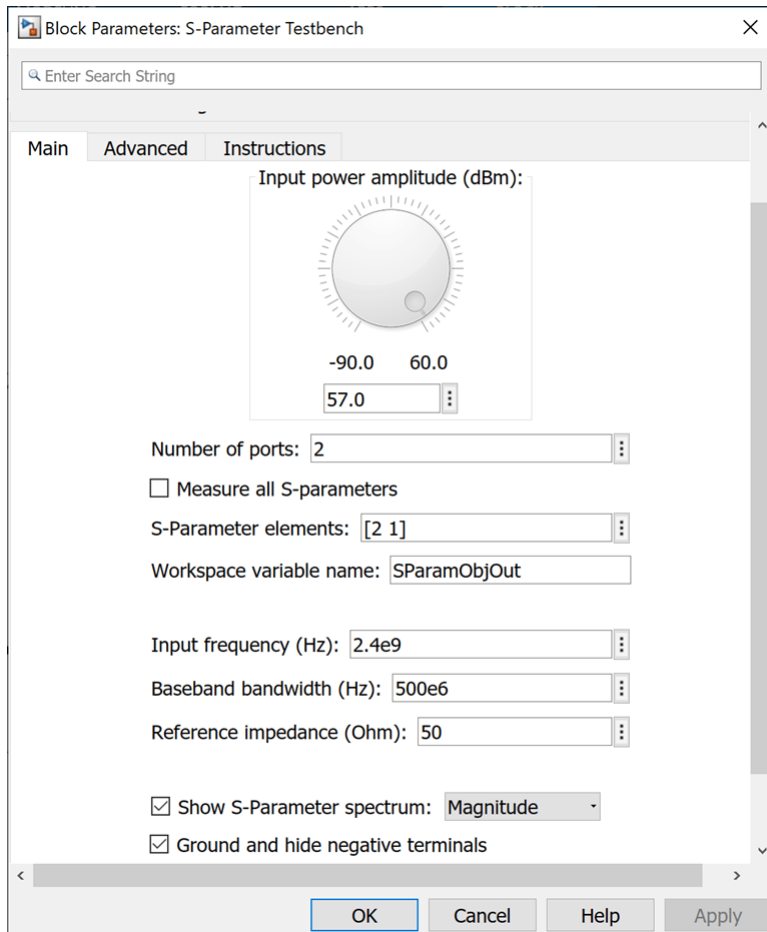 Block Parameters: S-Parameter Testbench
Enter Search String
Main Advanced Instructions
Input power amplitude (dBm):
-90.0 60.0
57.0
Number of ports: 2
Measure all S-parameters
S-Parameter elements: [2 1]
Workspace variable name: SParamObjOut
Input frequency (Hz): 2.4e9
Baseband bandwidth (Hz): 500e6
Reference impedance (Ohm): 50
Show S-Parameter spectrum: Magnitude
Ground and hide negative terminals
OK Cancel Help Apply